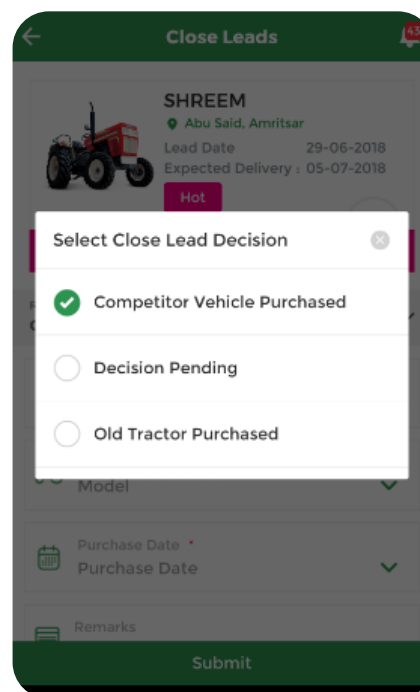 Close Leads
43
SHREEM
Abu Said, Amritsar
Lead Date 29-06-2018
Expected Delivery : 05-07-2018
Hot
Select Close Lead Decision
Competitor Vehicle Purchased
Decision Pending
Old Tractor Purchased
Model
Purchase Date *
Purchase Date
Remarks
Submit